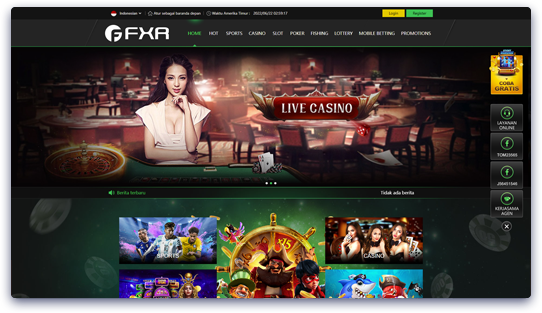 Indonesian
Atur sebagai beranda depan
Waktu Amerika Timur : 2022/06/22 02:59:17
Login
Register
FXR
HOME HOT SPORTS CASINO SLOT POKER FISHING LOTTERY MOBILE BETTING PROMOTIONS
LIVE CASINO
COBA
GRATIS
LAYANAN
ONLINE
KERJASAMA
AGEN
Berita terbaru
Tidak ada berita
SPORTS
CASINO